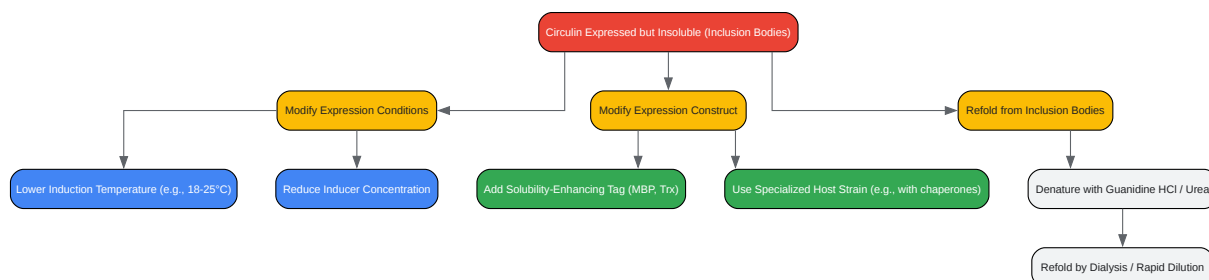 Circulin Expressed but Insoluble (Inclusion Bodies)
Modify Expression Conditions
Modify Expression Construct
Refold from Inclusion Bodies
Lower Induction Temperature (e.g., 18-25°C)
Reduce Inducer Concentration
Add Solubility-Enhancing Tag (MBP, Trx)
Use Specialized Host Strain (e.g., with chaperones)
Denature with Guanidine HCl / Urea
Refold by Dialysis / Rapid Dilution